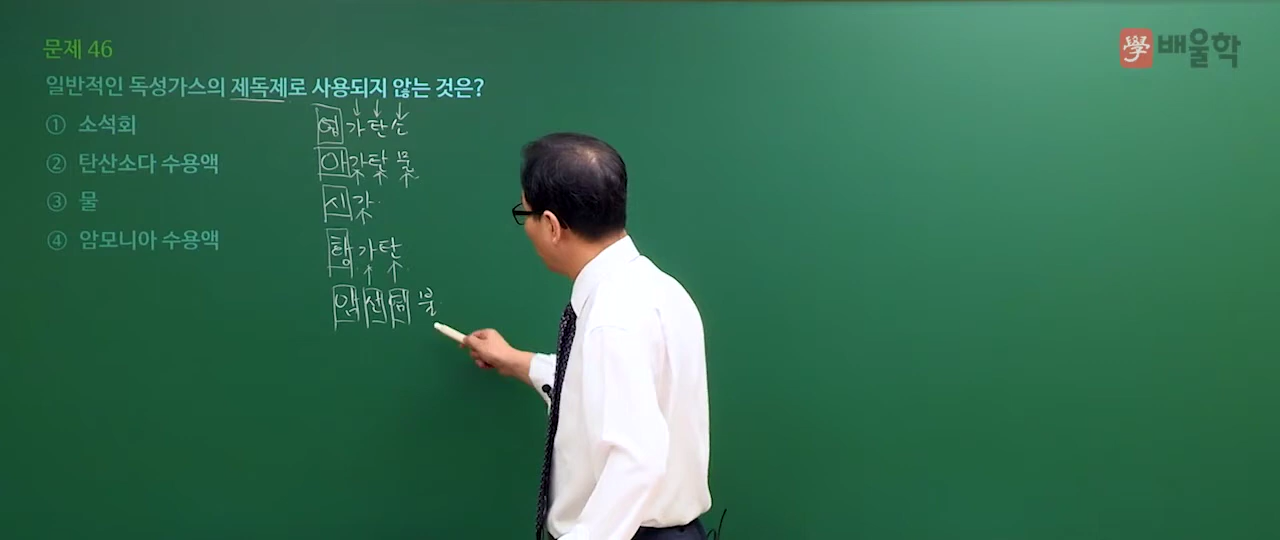 學 배울학
문제 46
일반적인 독성가스의 제독제로 사용되지 않는 것은?
① 소석회
② 탄산소다 수용액
③ 물
④ 암모니아 수용액
염 가 탄 소
아 가 탄 물
시 가
황 가 탄
암 산 염 물